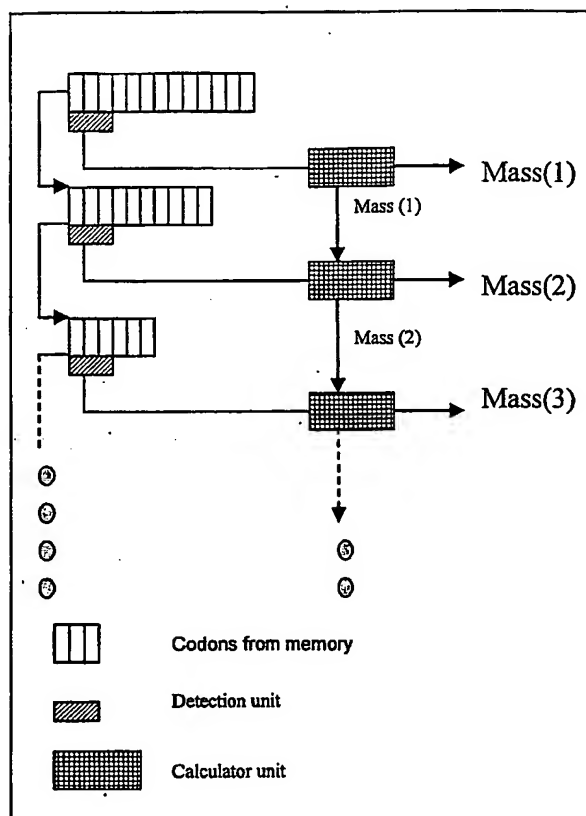 Mass(1)
Mass (1)
Mass(2)
Mass (2)
Mass(3)
Codons from memory
Detection unit
Calculator unit